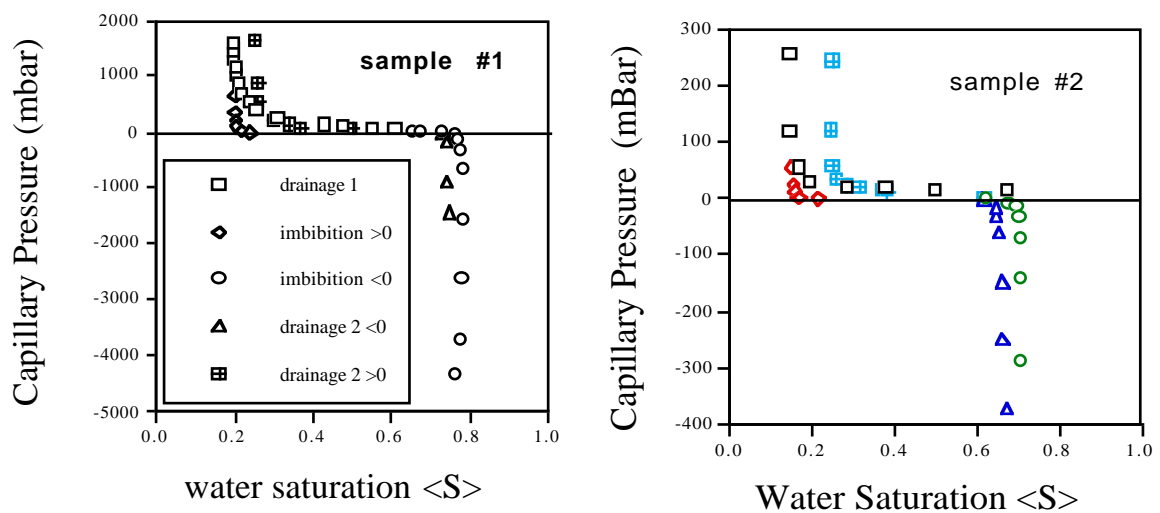 Capillary Pressure (mbar)
2000
1000
0
-1000
-2000
-3000
-4000
-5000
sample #1
drainage 1
imbibition >0
imbibition <0
drainage 2 <0
drainage 2 >0
0.0 0.2 0.4 0.6 0.8 1.0
water saturation <S>
Capillary Pressure (mBar)
300
200
100
0
-100
-200
-300
-400
sample #2
0.0 0.2 0.4 0.6 0.8 1.0
Water Saturation <S>